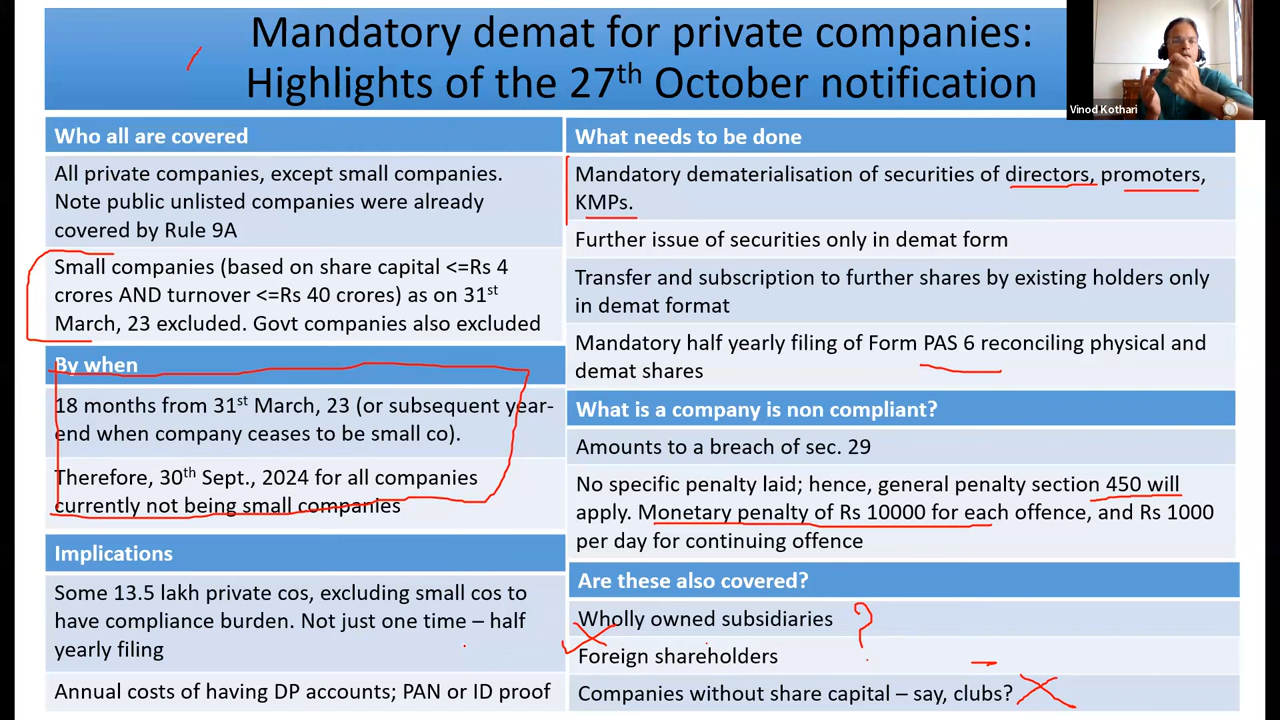 Mandatory demat for private companies:
Highlights of the 27th October notification
Vinod Kothari
Who all are covered
All private companies, except small companies.
Note public unlisted companies were already
covered by Rule 9A
Small companies (based on share capital <=Rs 4
crores AND turnover <=Rs 40 crores) as on 31st
March, 23 excluded. Govt companies also excluded
By when
18 months from 31st March, 23 (or subsequent year-
end when company ceases to be small co).
Therefore, 30th Sept., 2024 for all companies
currently not being small companies
Implications
Some 13.5 lakh private cos, excluding small cos to
have compliance burden. Not just one time – half
yearly filing
Annual costs of having DP accounts; PAN or ID proof
What needs to be done
Mandatory dematerialisation of securities of directors, promoters,
KMPs.
Further issue of securities only in demat form
Transfer and subscription to further shares by existing holders only
in demat format
Mandatory half yearly filing of Form PAS 6 reconciling physical and
demat shares
What is a company is non compliant?
Amounts to a breach of sec. 29
No specific penalty laid; hence, general penalty section 450 will
apply. Monetary penalty of Rs 10000 for each offence, and Rs 1000
per day for continuing offence
Are these also covered?
Wholly owned subsidiaries ?
Foreign shareholders
Companies without share capital – say, clubs?